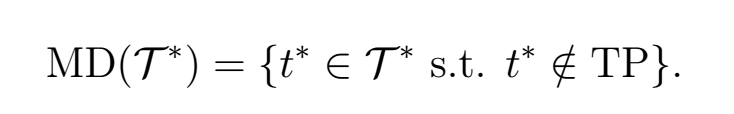 MD(𝒯*) = {t* ∈ 𝒯* s.t. t* ∉ TP}.